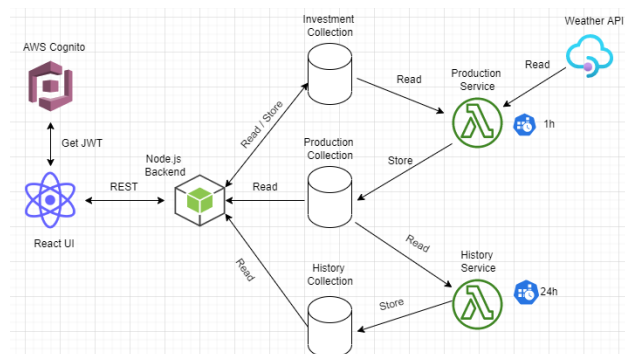 Investment
Collection
Weather API
AWS Cognito
Read
Production
Service
Read
1h
Read / Store
Get JWT
Production
Collection
Node.js
Backend
Store
REST
Read
React UI
Read
History
Service
History
Collection
Read
24h
Store